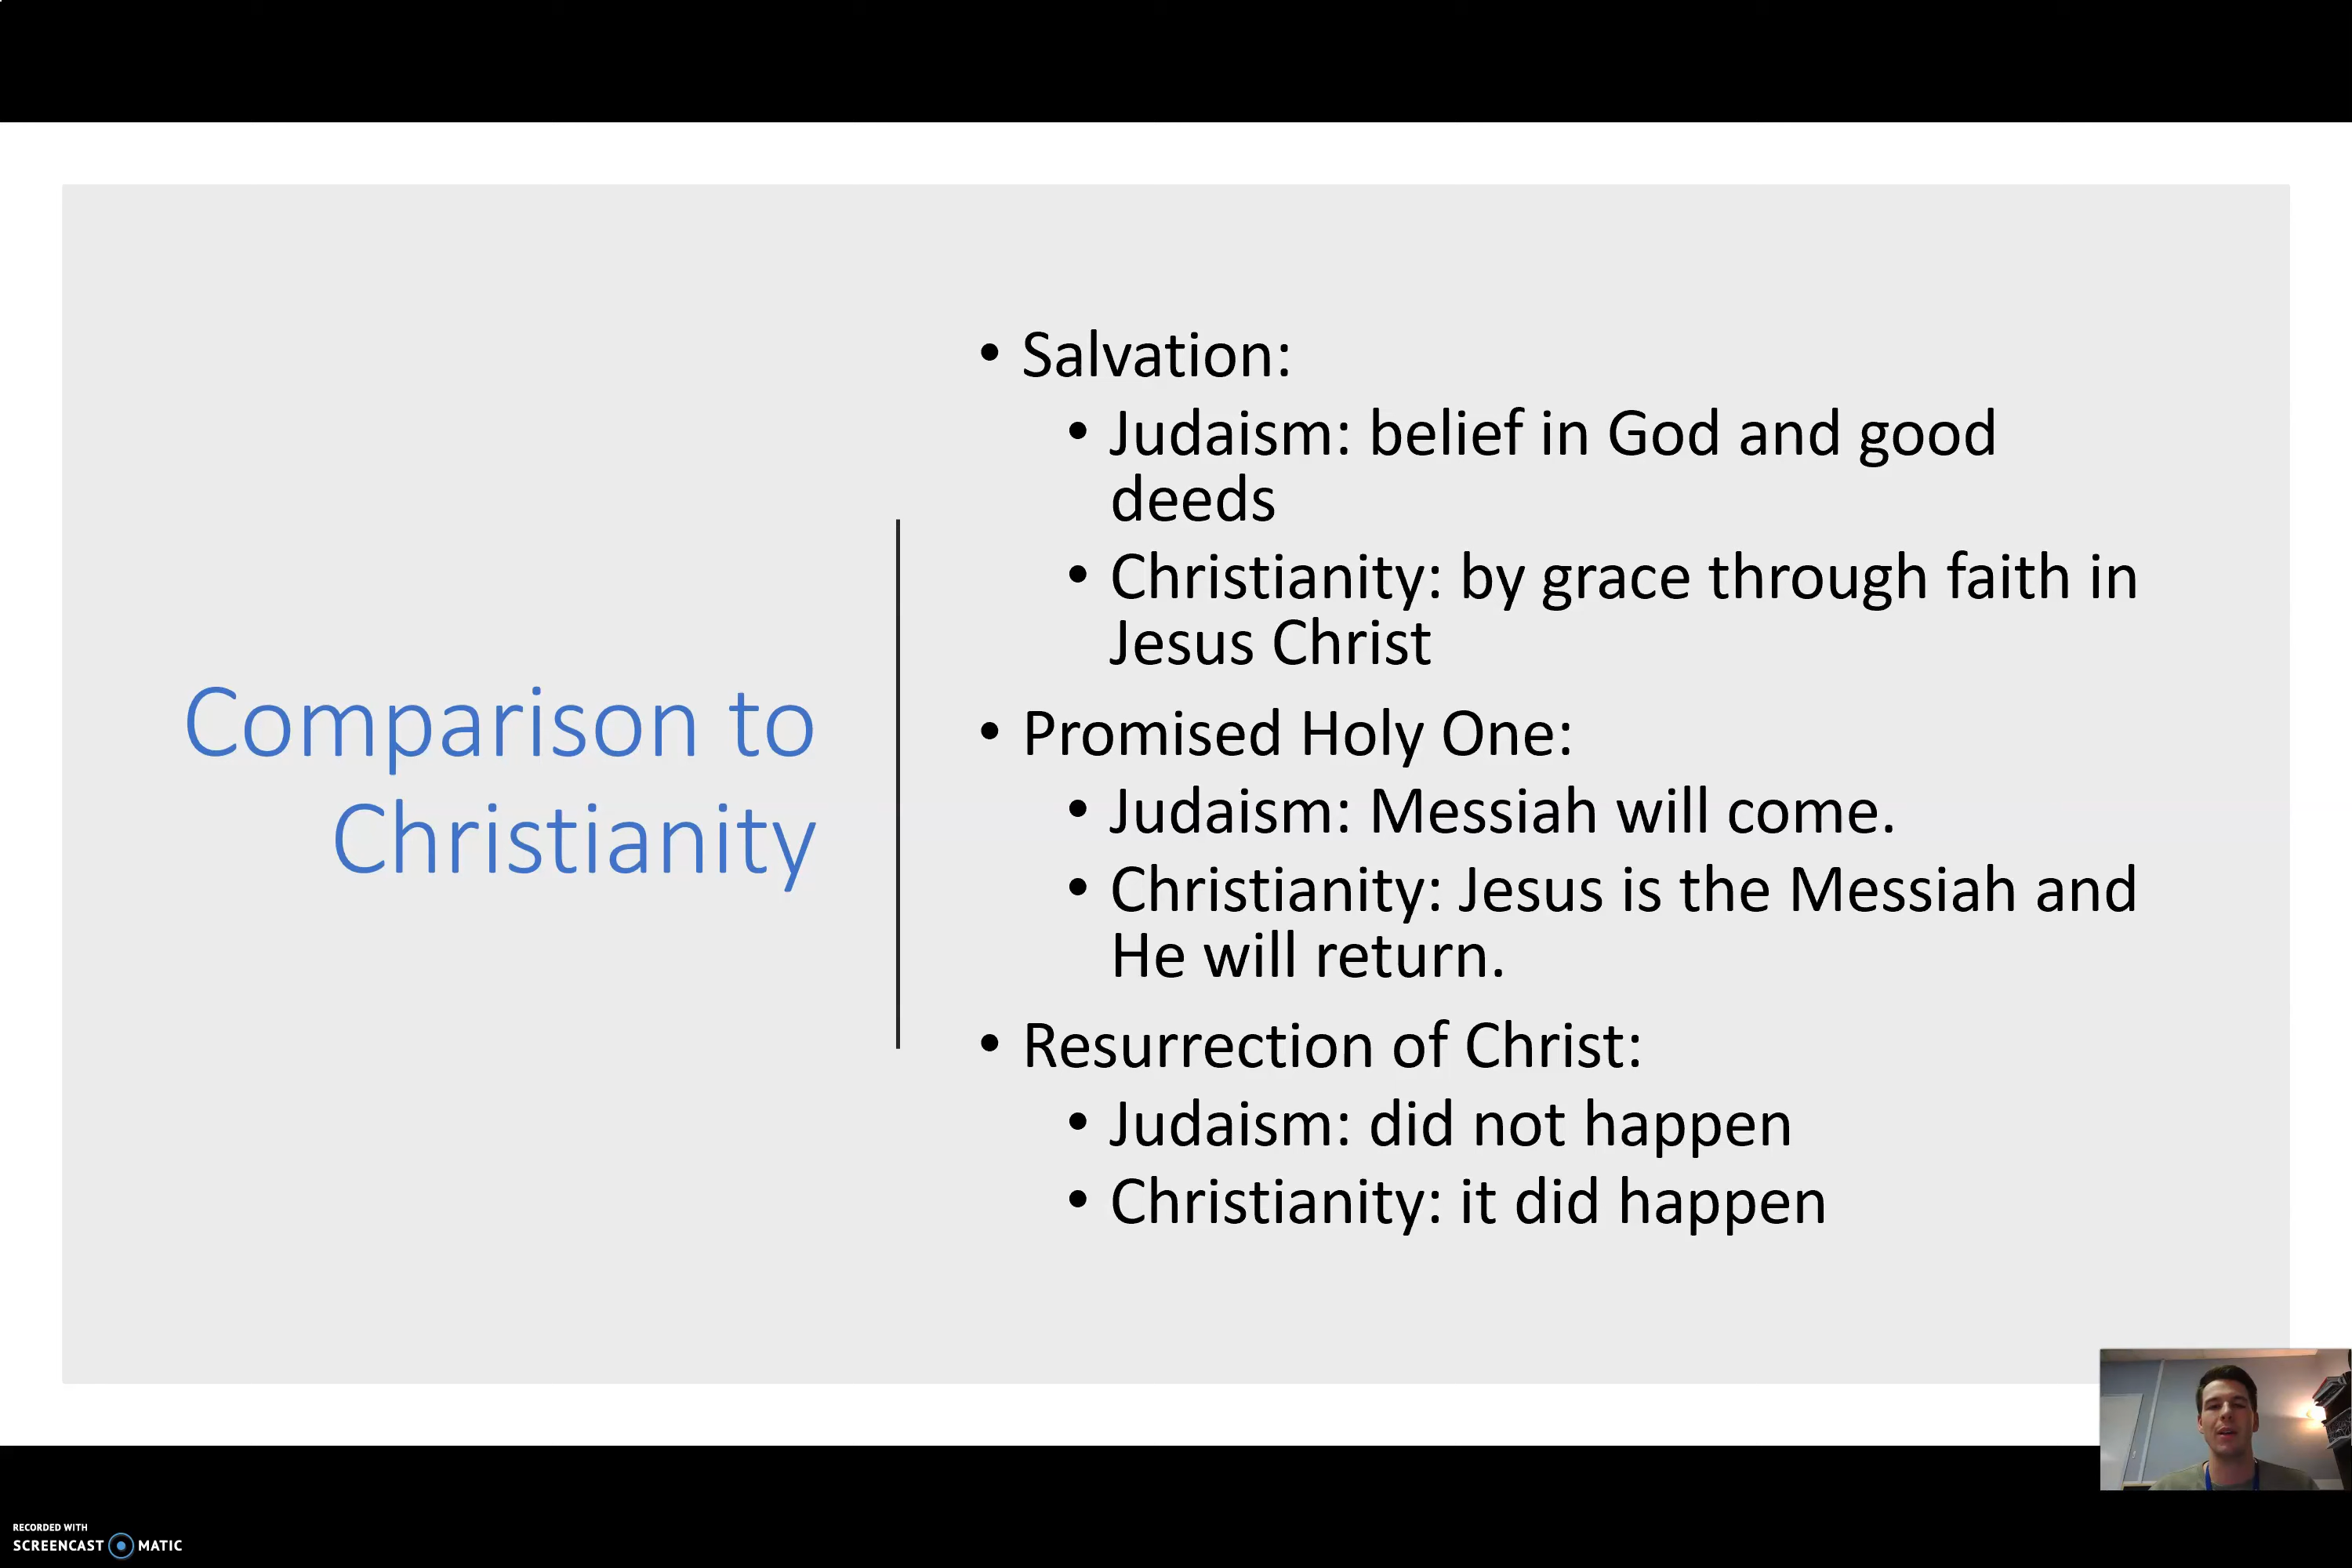 Comparison to
Christianity
• Salvation:
• Judaism: belief in God and good
deeds
• Christianity: by grace through faith in
Jesus Christ
• Promised Holy One:
• Judaism: Messiah will come.
• Christianity: Jesus is the Messiah and
He will return.
• Resurrection of Christ:
• Judaism: did not happen
• Christianity: it did happen
RECORDED WITH
SCREENCAST MATIC